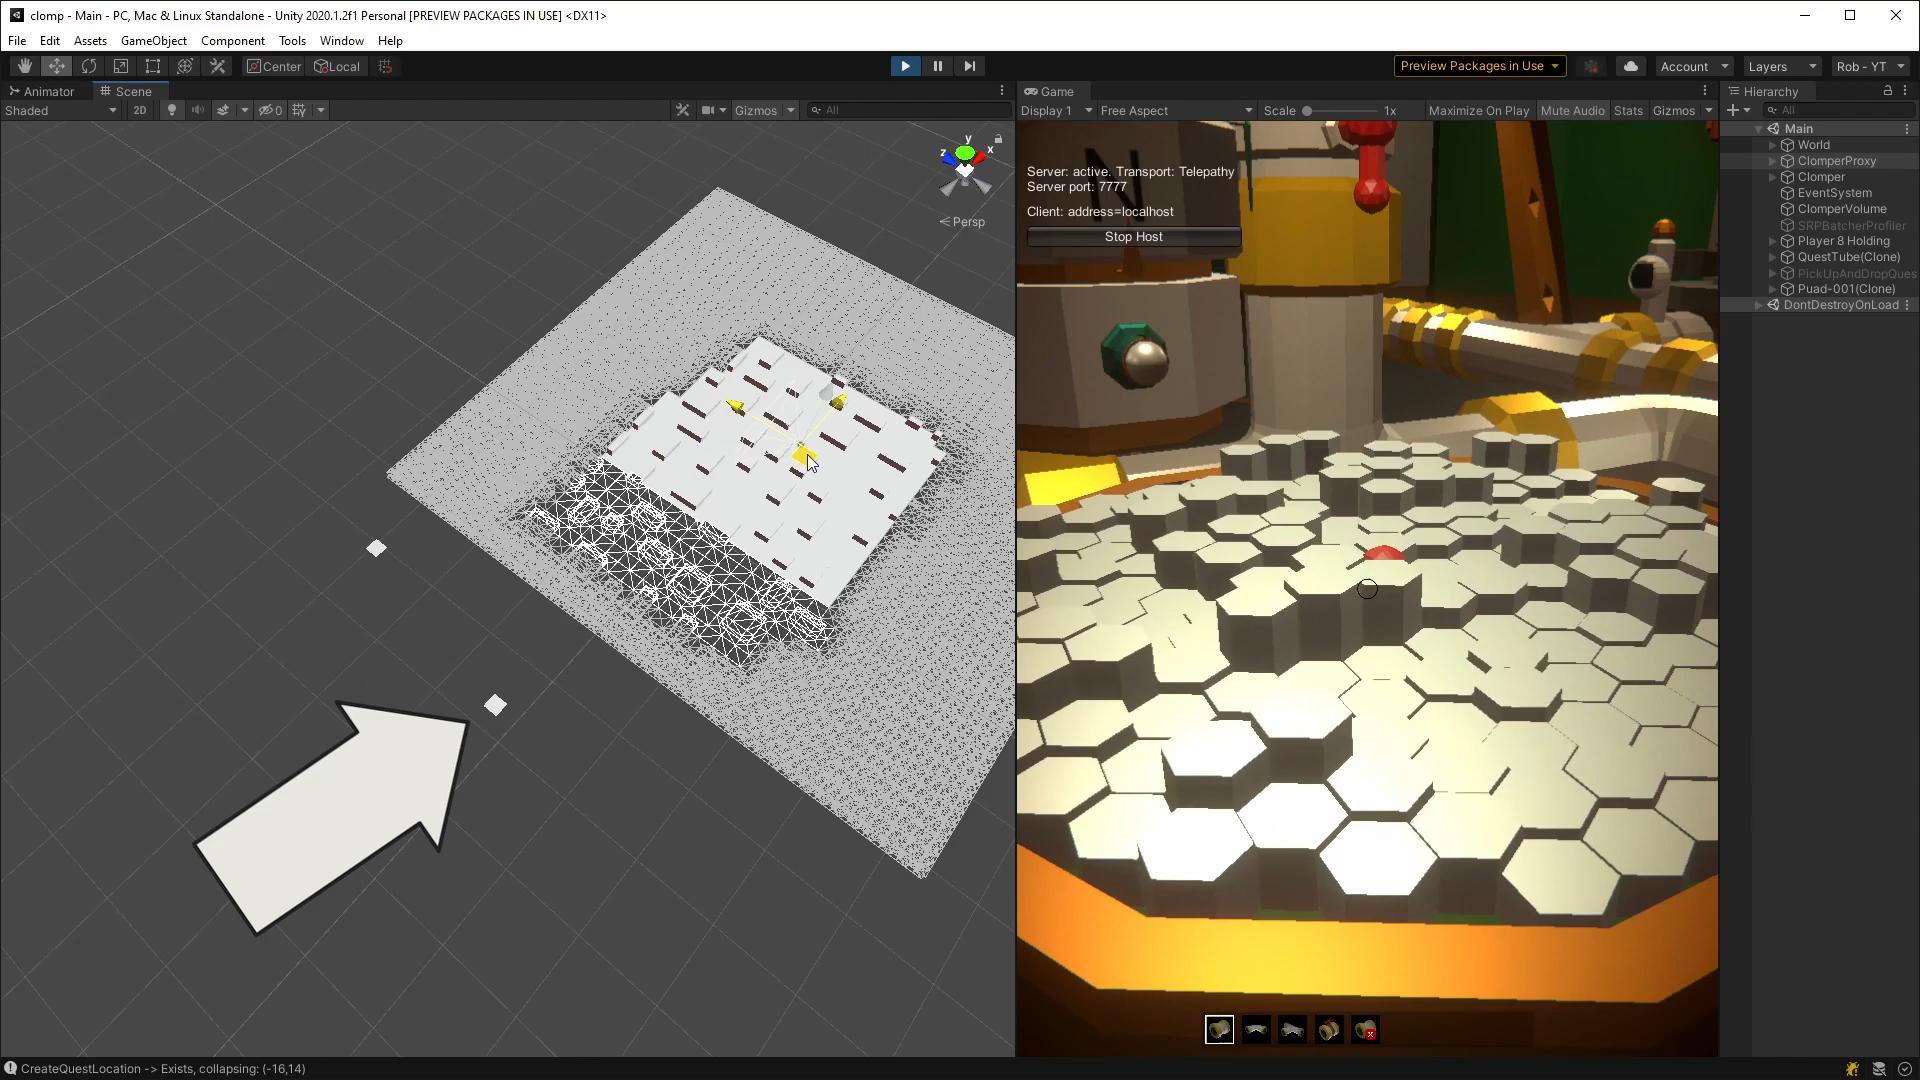 clomp - Main - PC, Mac & Linux Standalone - Unity 2020.1.2f1 Personal [PREVIEW PACKAGES IN USE] <DX11>
File Edit Assets GameObject Component Tools Window Help
Center Local Preview Packages in Use Account Layers Rob - YT
Animator Scene Game Hierarchy
Shaded 2D 0 Gizmos All Display 1 Free Aspect Scale 1x Maximize On Play Mute Audio Stats Gizmos All
y
z x
Persp
Server: active. Transport: Telepathy
Server port: 7777
Client: address=localhost
Stop Host
N
Main
World
ClomperProxy
Clomper
EventSystem
ClomperVolume
SRPBatcherProfiler
Player 8 Holding
QuestTube(Clone)
PickUpAndDropQues
Puad-001(Clone)
DontDestroyOnLoad
CreateQuestLocation -> Exists, collapsing: (-16,14)